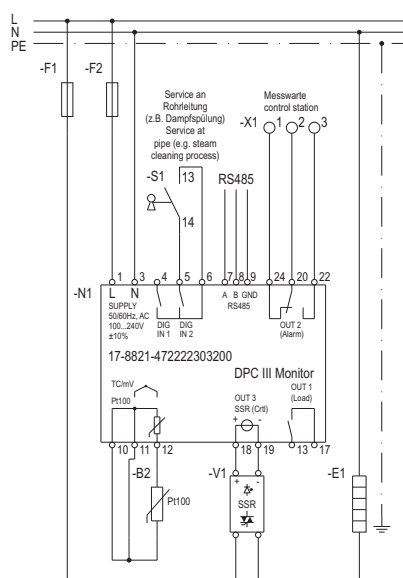 L
N
PE
-F1
-F2
Service an
Rohrleitung
(z.B. Dampfspülung)
Service at
pipe (e.g. steam
cleaning process)
Messwarte
control station
-X1 1 2 3
-S1 13
14
RS485
1 3 4 5 6 7 8 9 24 20 22
-N1
L N
A B GND
RS485
SUPPLY
50/60Hz, AC
100...240V
±10%
DIG
IN 1
DIG
IN 2
OUT 2
(Alarm)
17-8821-472222303200
DPC III Monitor
TC/mV
Pt100
OUT 3
SSR (Crtl)
+ -
OUT 1
(Load)
10 11 12 18 19 13 17
-B2
Pt100
-V1
+ -
SSR
-E1